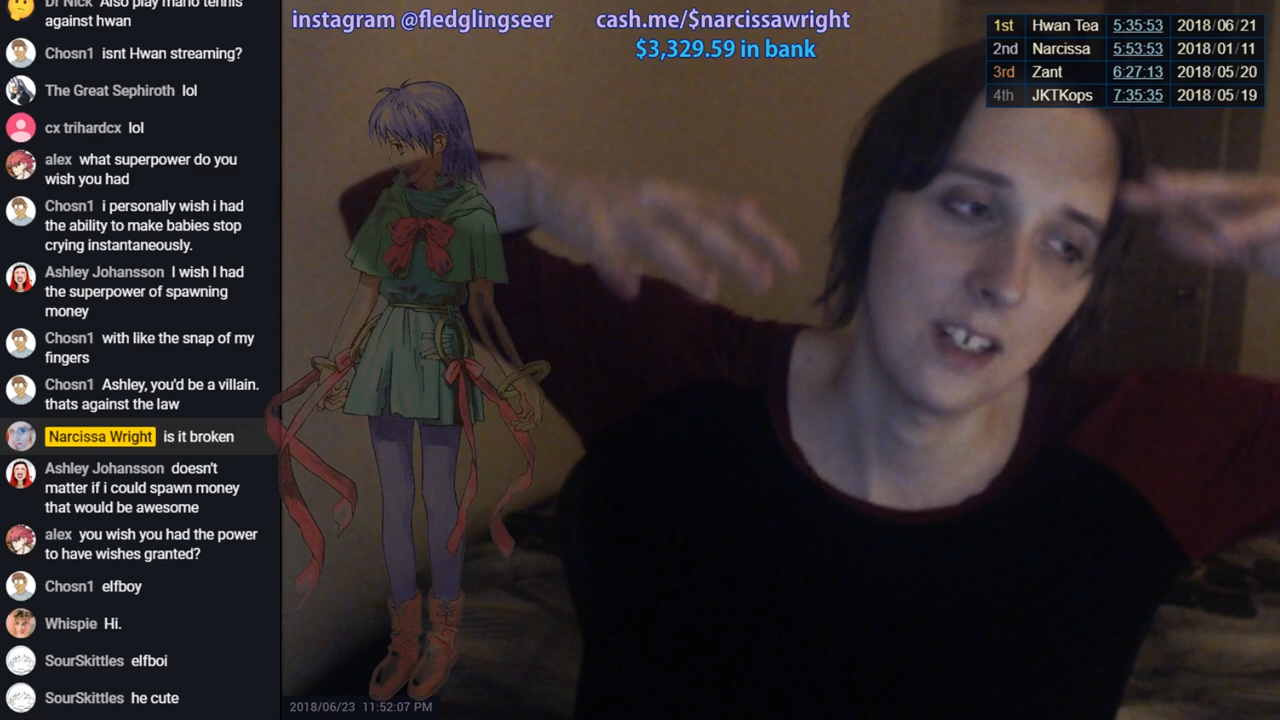 Dr Nick Also play mario tennis
against hwan
Chosn1 isnt Hwan streaming?
The Great Sephiroth lol
cx trihardcx lol
alex what superpower do you
wish you had
Chosn1 i personally wish i had
the ability to make babies stop
crying instantaneously.
Ashley Johansson I wish I had
the superpower of spawning
money
Chosn1 with like the snap of my
fingers
Chosn1 Ashley, you'd be a villain.
thats against the law
Narcissa Wright is it broken
Ashley Johansson doesn't
matter if i could spawn money
that would be awesome
alex you wish you had the power
to have wishes granted?
Chosn1 elfboy
Whispie Hi.
SourSkittles elfboi
SourSkittles he cute
instagram @fledglingseer
cash.me/$narcissawright
$3,329.59 in bank
1st Hwan Tea 5:35:53 2018/06/21
2nd Narcissa 5:53:53 2018/01/11
3rd Zant 6:27:13 2018/05/20
4th JKTKops 7:35:35 2018/05/19
2018/06/23 11:52:07 PM